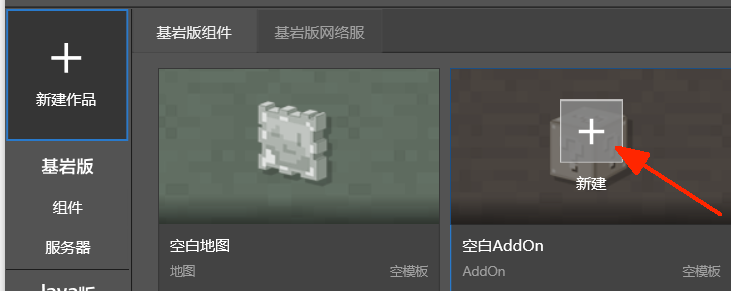 新建作品
基岩版
组件
服务器
Java版
基岩版组件
基岩版网络服
空白地图
地图
空模板
新建
空白AddOn
AddOn
空模板